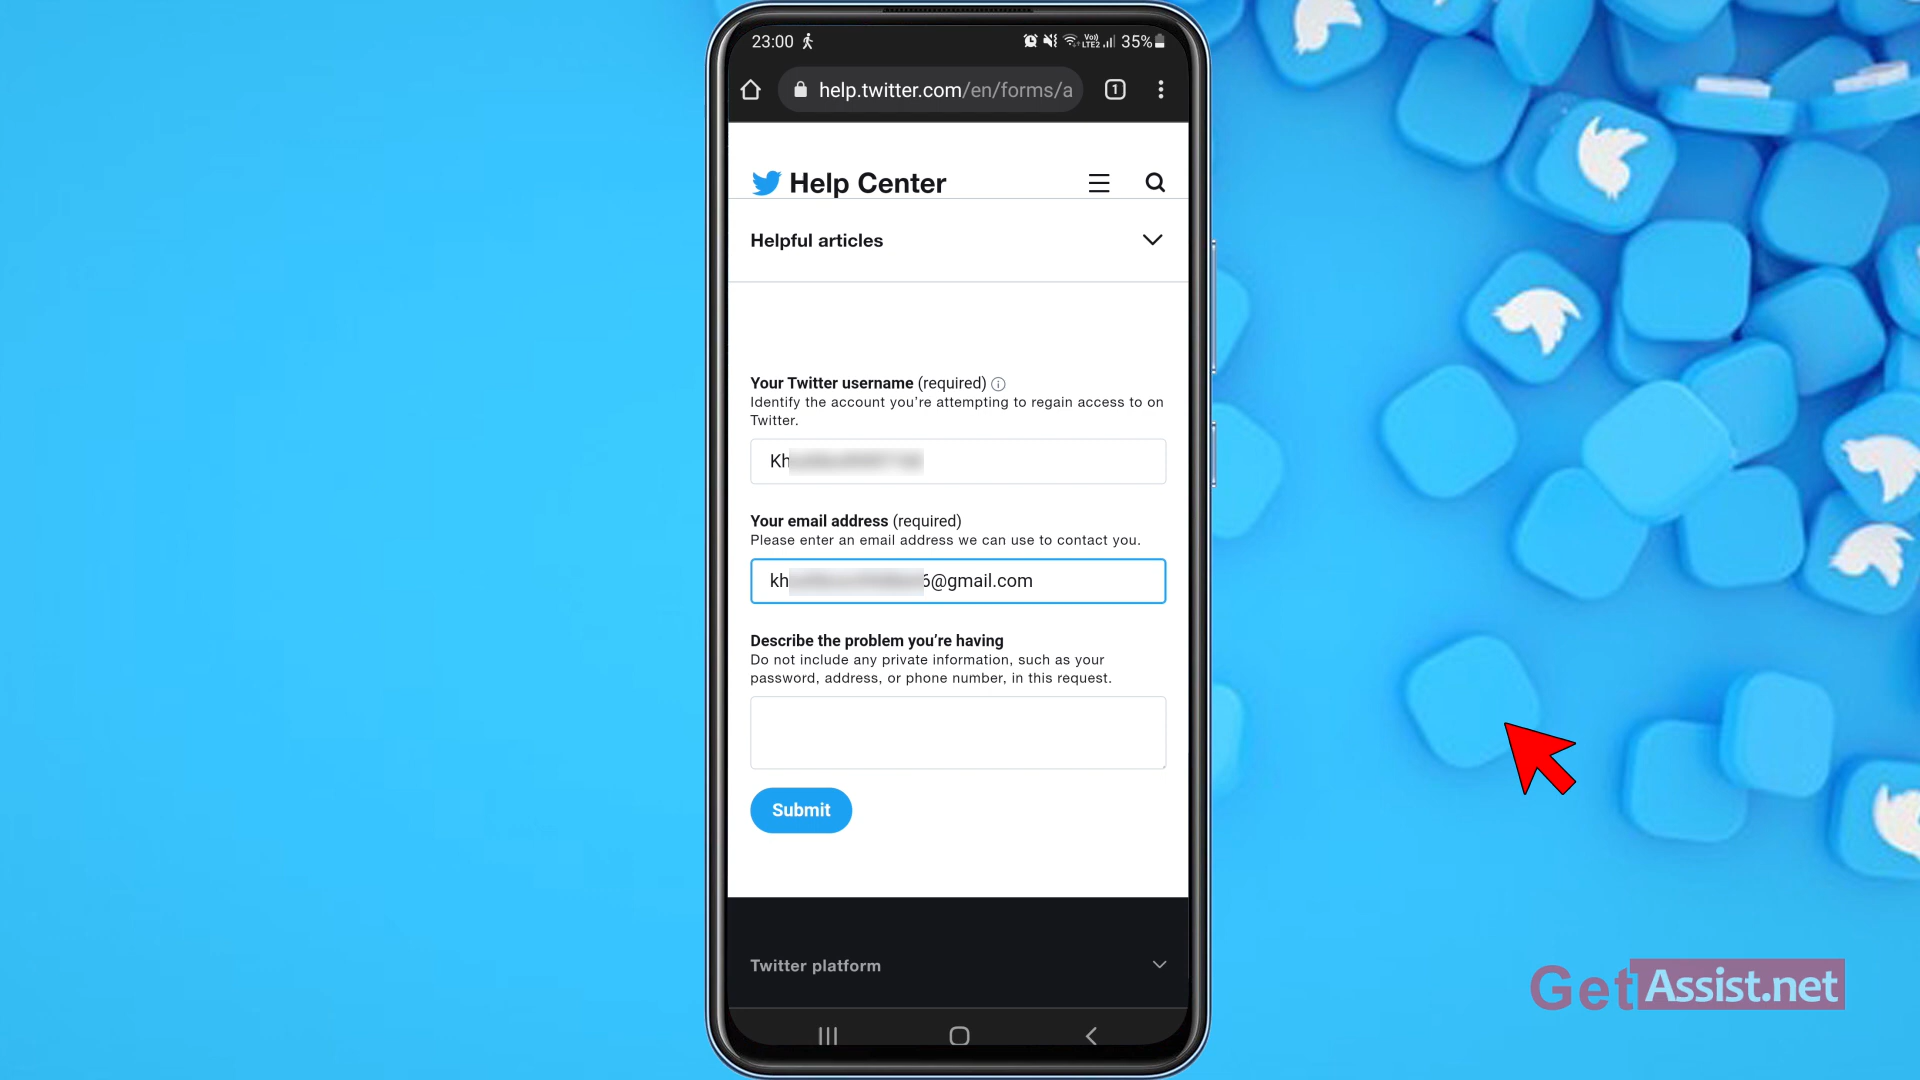 23:00
Vo) LTE2 35%
help.twitter.com/en/forms/a
1
Help Center
Helpful articles
Your Twitter username (required)
Identify the account you're attempting to regain access to on
Twitter.
Kh
Your email address (required)
Please enter an email address we can use to contact you.
kh 6@gmail.com
Describe the problem you're having
Do not include any private information, such as your
password, address, or phone number, in this request.
Submit
Twitter platform
GetAssist.net